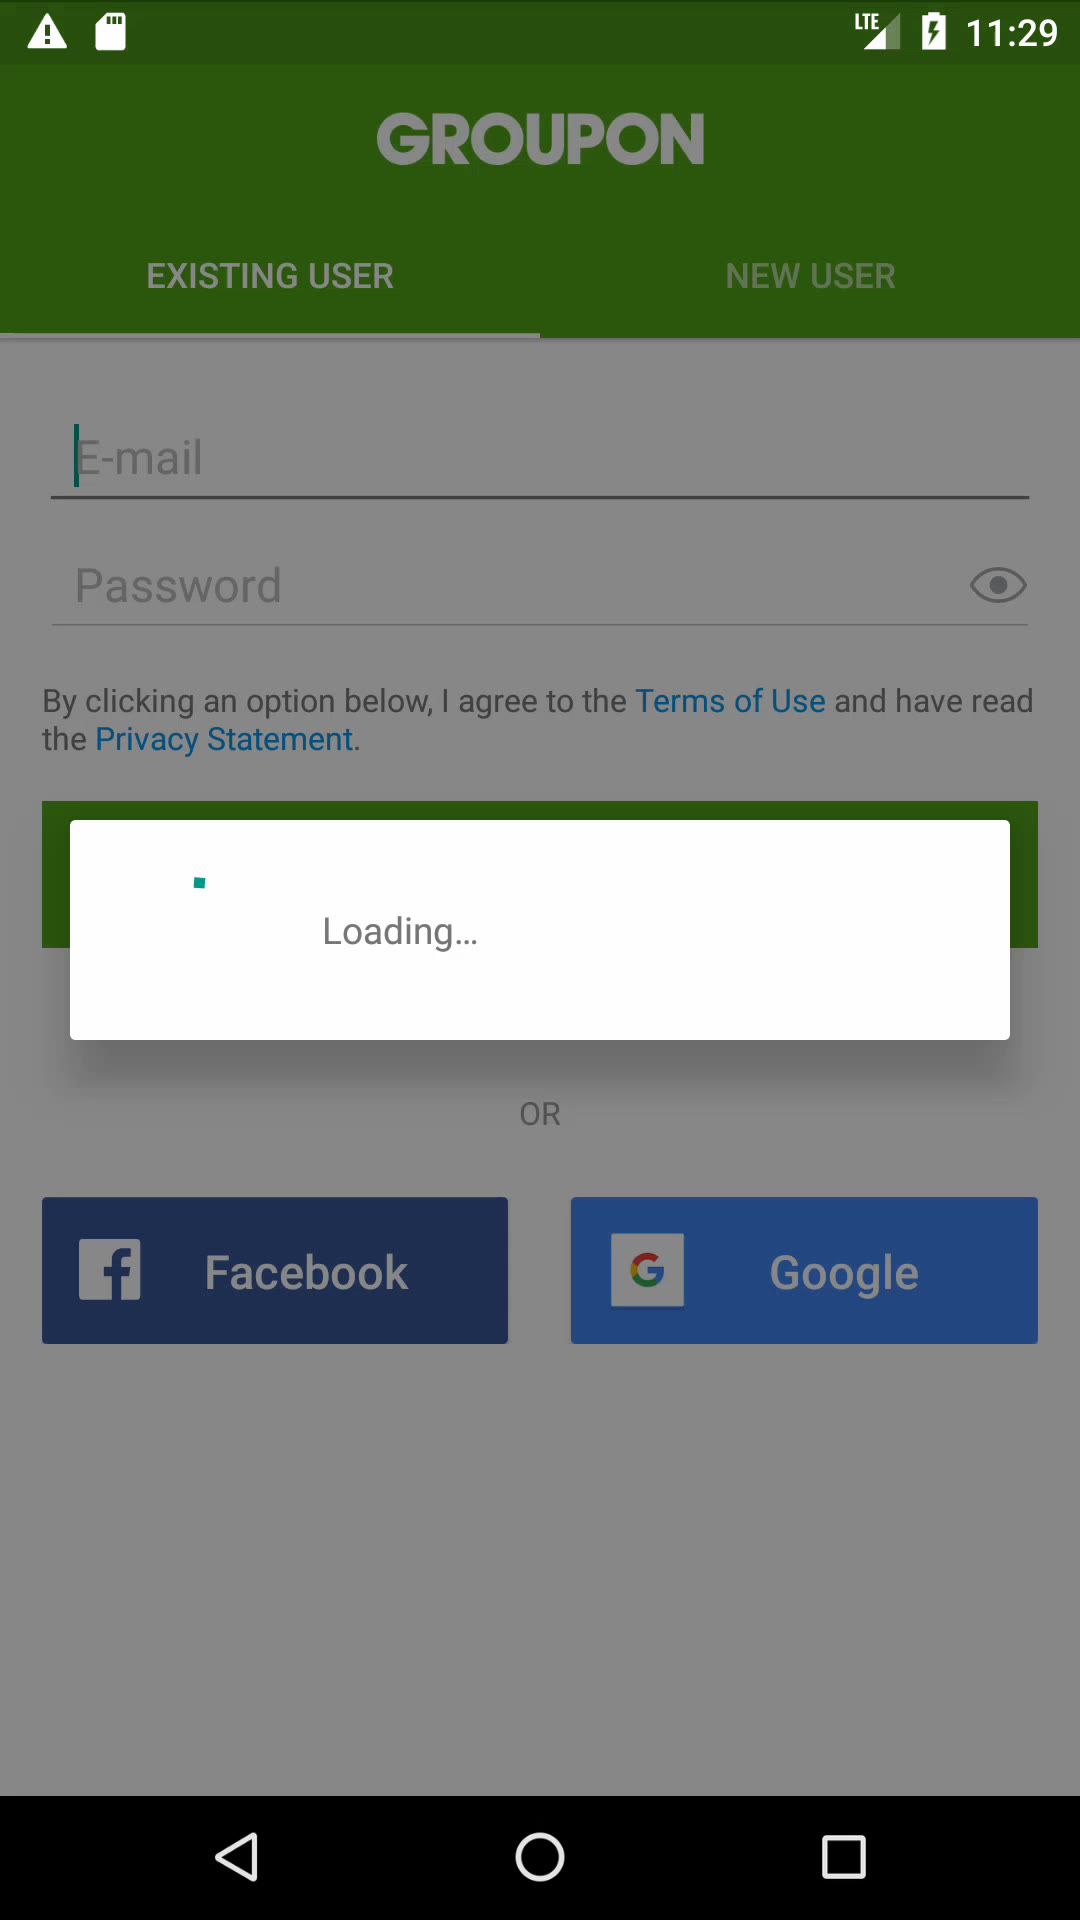 LTE 11:29
GROUPON
EXISTING USER NEW USER
E-mail
Password
By clicking an option below, I agree to the Terms of Use and have read
the Privacy Statement.
Loading...
OR
Facebook Google